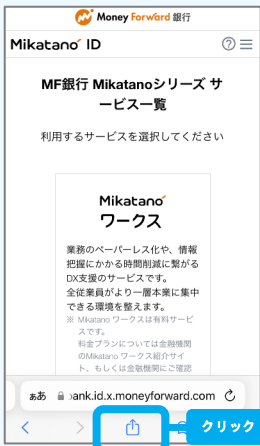 Money Forward 銀行
Mikatano ID
MF銀行 Mikatanoシリーズ サ
ービス一覧
利用するサービスを選択してください
Mikatano
ワークス
業務のペーパーレス化や、情報
把握にかかる時間削減に繋がる
DX支援のサービスです。
全従業員がより一層本業に集中
できる環境を整えます。
※ Mikatano ワークスは有料サービ
スです。
料金プランについては金融機関
のMikatano ワークス紹介サイ
ト、もしくは金融機関にご確認
ぁあ ank.id.x.moneyforward.com
クリック